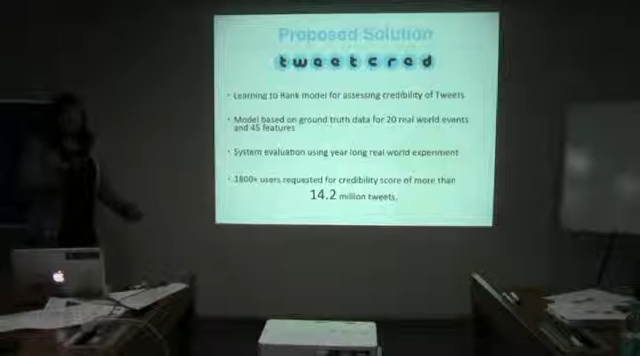 Proposed Solution
tweetcred
• Learning to Rank model for assessing credibility of Tweets
• Model based on ground truth data for 20 real world events
and 45 features
• System evaluation using year long real world experiment
• 1800+ users requested for credibility score of more than
14.2 million tweets.